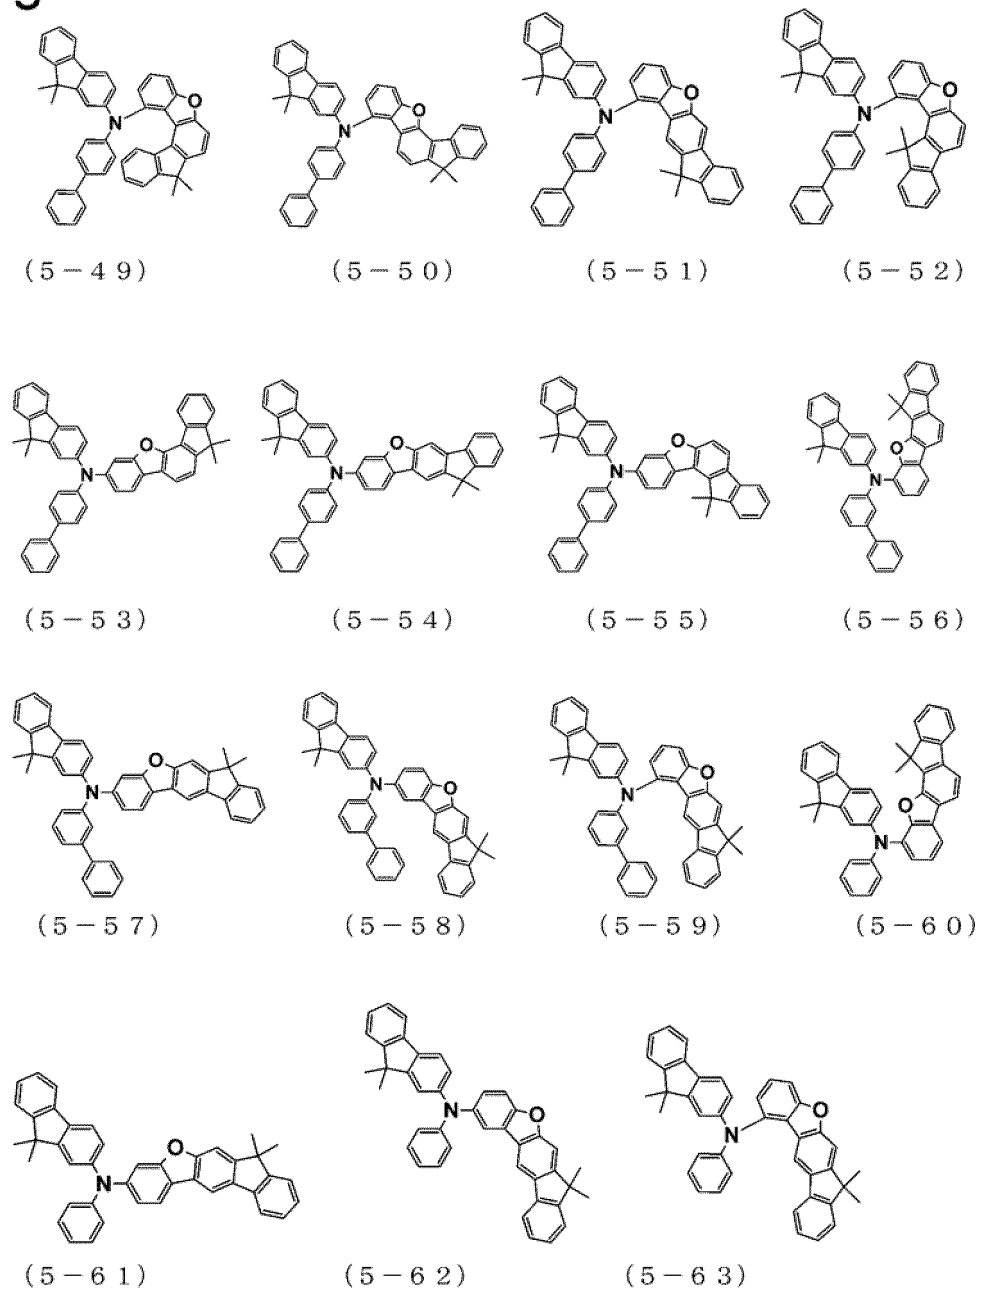 O O O O
N N N N
(5－49) (5－50) (5－51) (5－52)
O O O O
N N N N
(5－53) (5－54) (5－55) (5－56)
O O O O
N N N N
(5－57) (5－58) (5－59) (5－60)
O O O
N N N
(5－61) (5－62) (5－63)